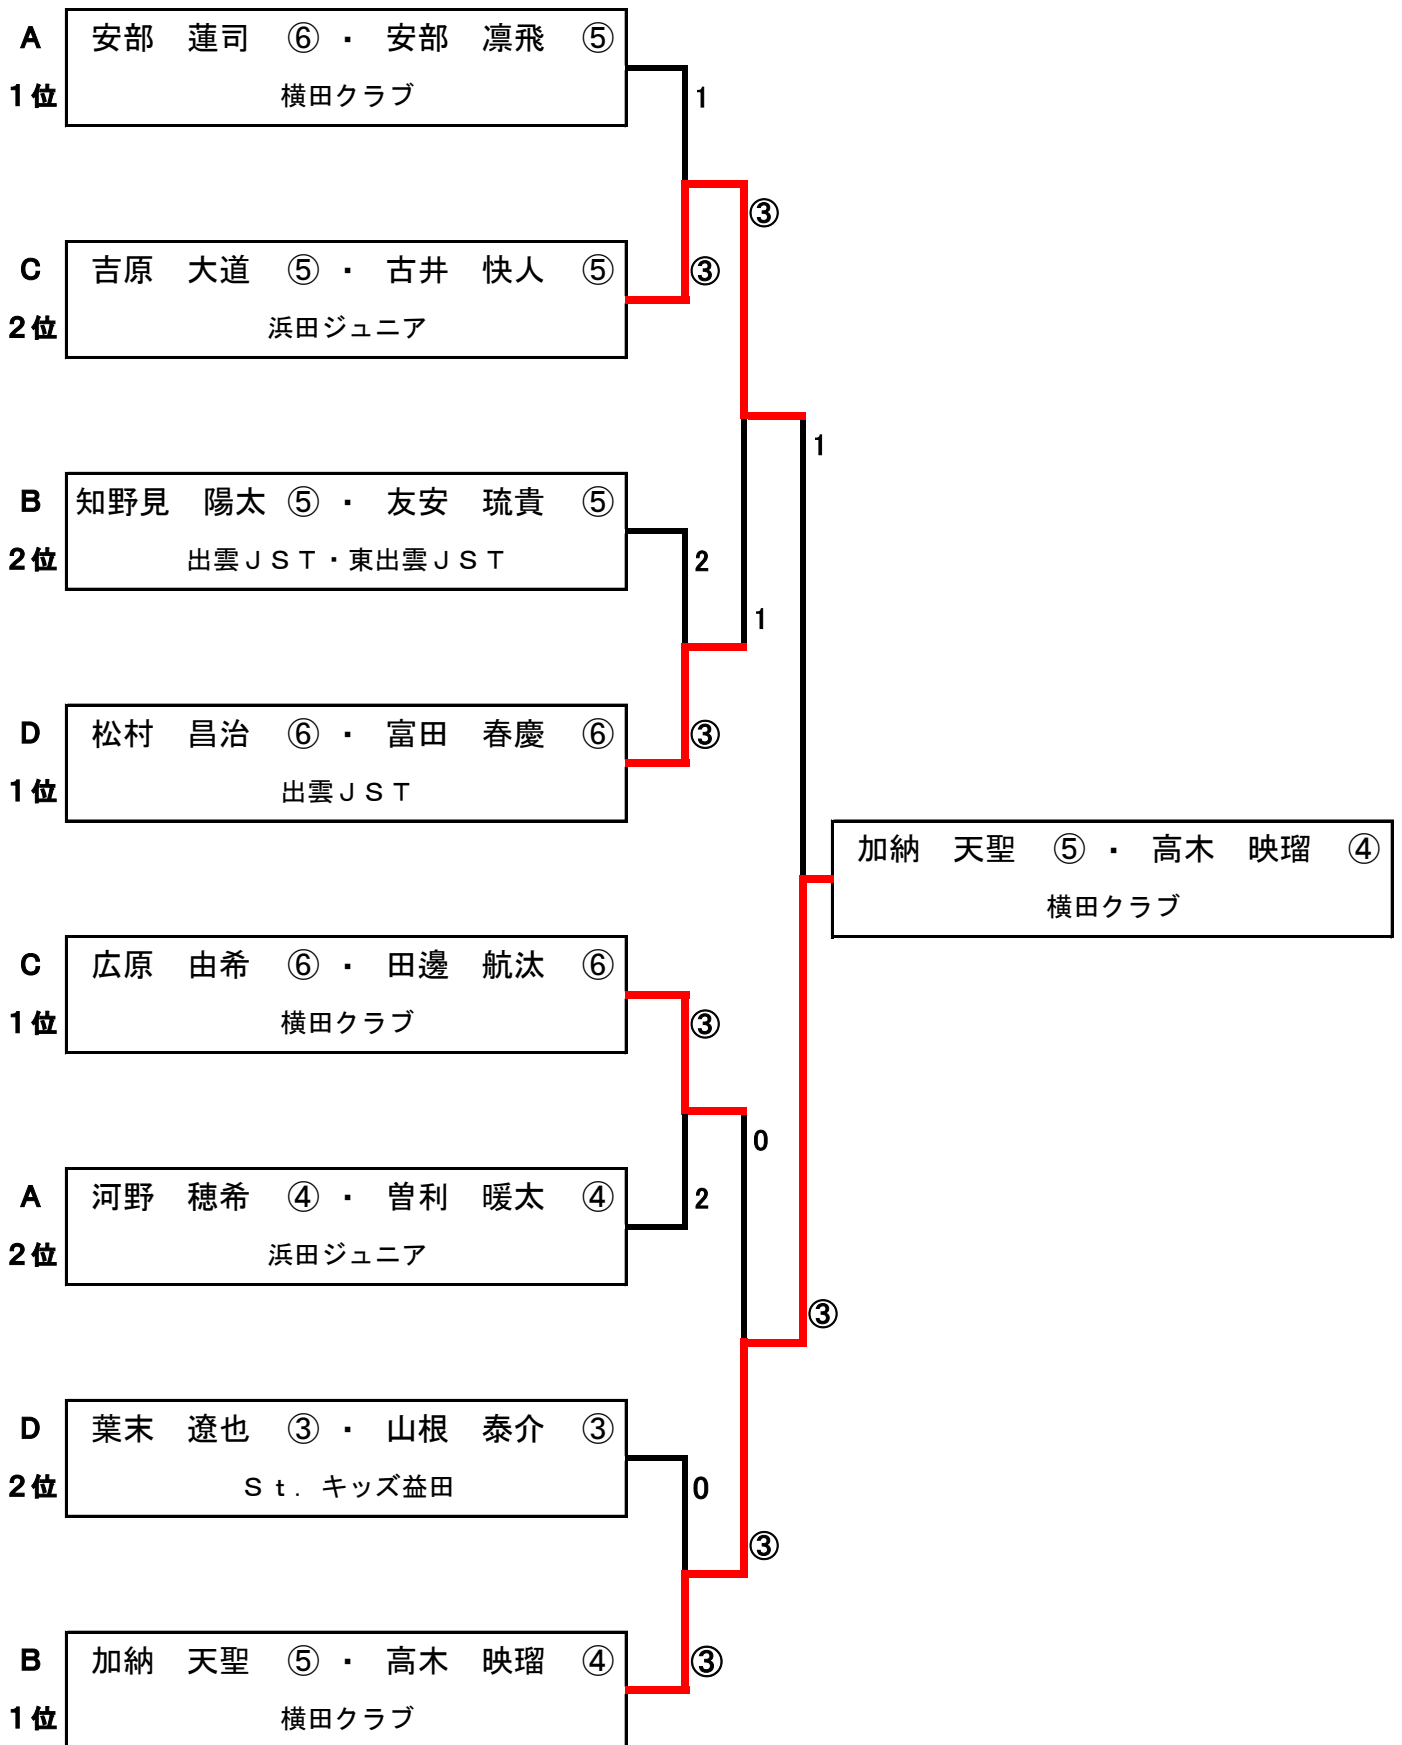 A 安部 蓮司 ⑥ ・ 安部 凛飛 ⑤
1位 横田クラブ
1
③
C 吉原 大道 ⑤ ・ 古井 快人 ⑤ ③
2位 浜田ジュニア
1
B 知野見 陽太 ⑤ ・ 友安 琉貴 ⑤
2位 出雲JST・東出雲JST 2
1
D 松村 昌治 ⑥ ・ 富田 春慶 ⑥ ③
1位 出雲JST
加納 天聖 ⑤ ・ 高木 映瑠 ④
横田クラブ
C 広原 由希 ⑥ ・ 田邊 航汰 ⑥
1位 横田クラブ ③
0
A 河野 穂希 ④ ・ 曽利 暖太 ④ 2
2位 浜田ジュニア
③
D 葉末 遼也 ③ ・ 山根 泰介 ③
2位 St. キッズ益田 0
③
B 加納 天聖 ⑤ ・ 高木 映瑠 ④ ③
1位 横田クラブ